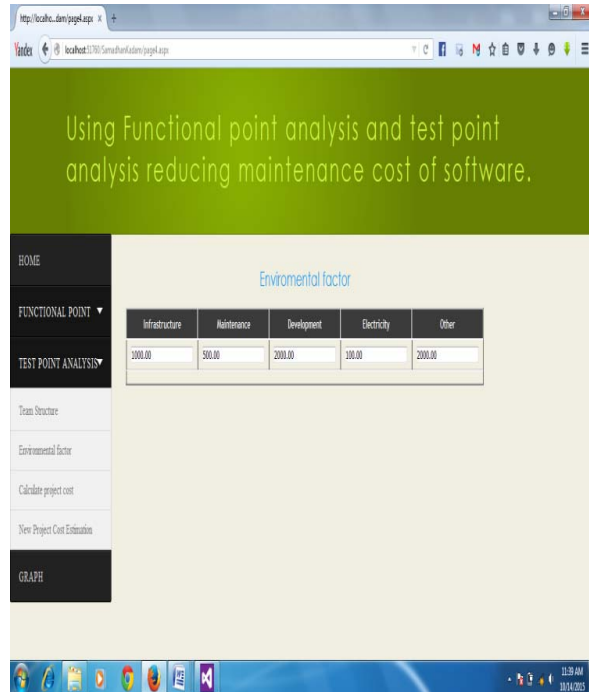 http://localho...dam/page4.aspx x +
Yandex localhost:51760/SamadhanKadam/page4.aspx
Using Functional point analysis and test point
analysis reducing maintenance cost of software.
HOME
FUNCTIONAL POINT
TEST POINT ANALYSIS
Team Structure
Environmental factor
Calculate project cost
New Project Cost Estimation
GRAPH
Enviromental factor
Infrastructure Maintenance Development Electricity Other
1000.00 500.00 2000.00 100.00 2000.00
11:39 AM
10/14/2015